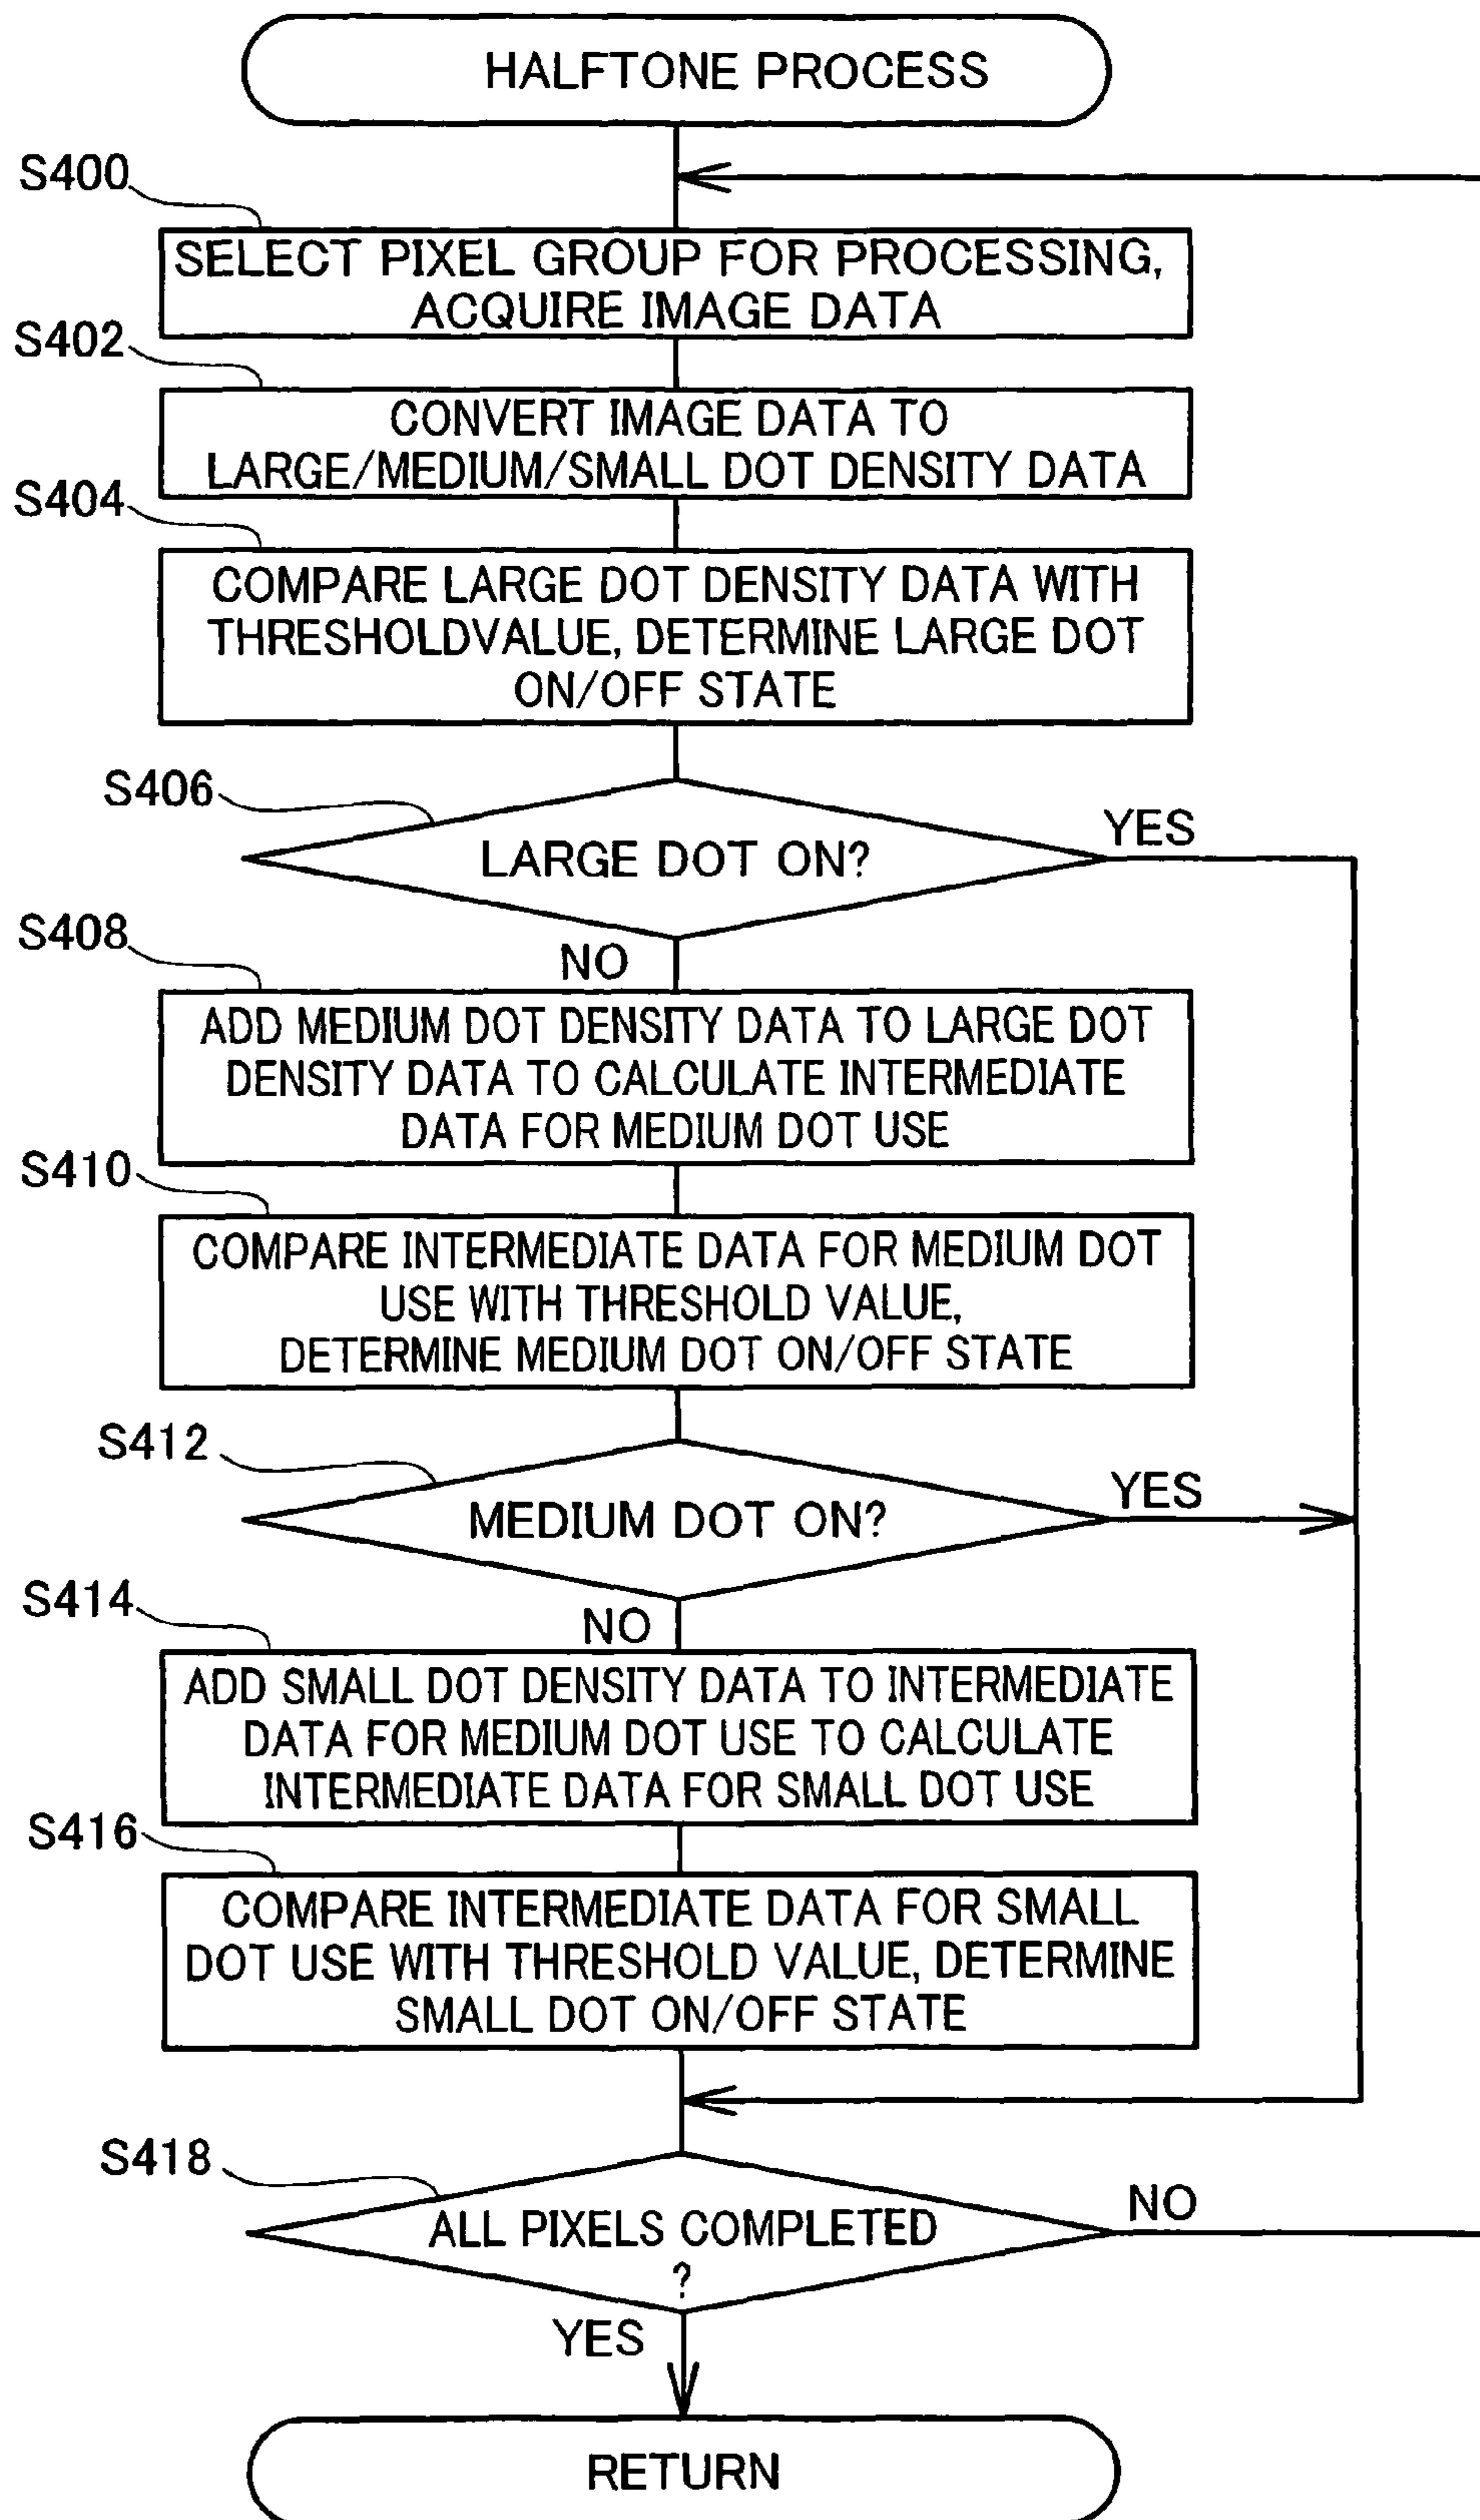 HALFTONE PROCESS
S400
SELECT PIXEL GROUP FOR PROCESSING,
ACQUIRE IMAGE DATA
S402
CONVERT IMAGE DATA TO
LARGE/MEDIUM/SMALL DOT DENSITY DATA
S404
COMPARE LARGE DOT DENSITY DATA WITH
THRESHOLDVALUE, DETERMINE LARGE DOT
ON/OFF STATE
S406
LARGE DOT ON?
YES
NO
S408
ADD MEDIUM DOT DENSITY DATA TO LARGE DOT
DENSITY DATA TO CALCULATE INTERMEDIATE
DATA FOR MEDIUM DOT USE
S410
COMPARE INTERMEDIATE DATA FOR MEDIUM DOT
USE WITH THRESHOLD VALUE,
DETERMINE MEDIUM DOT ON/OFF STATE
S412
MEDIUM DOT ON?
YES
NO
S414
ADD SMALL DOT DENSITY DATA TO INTERMEDIATE
DATA FOR MEDIUM DOT USE TO CALCULATE
INTERMEDIATE DATA FOR SMALL DOT USE
S416
COMPARE INTERMEDIATE DATA FOR SMALL
DOT USE WITH THRESHOLD VALUE, DETERMINE
SMALL DOT ON/OFF STATE
S418
ALL PIXELS COMPLETED
?
NO
YES
RETURN